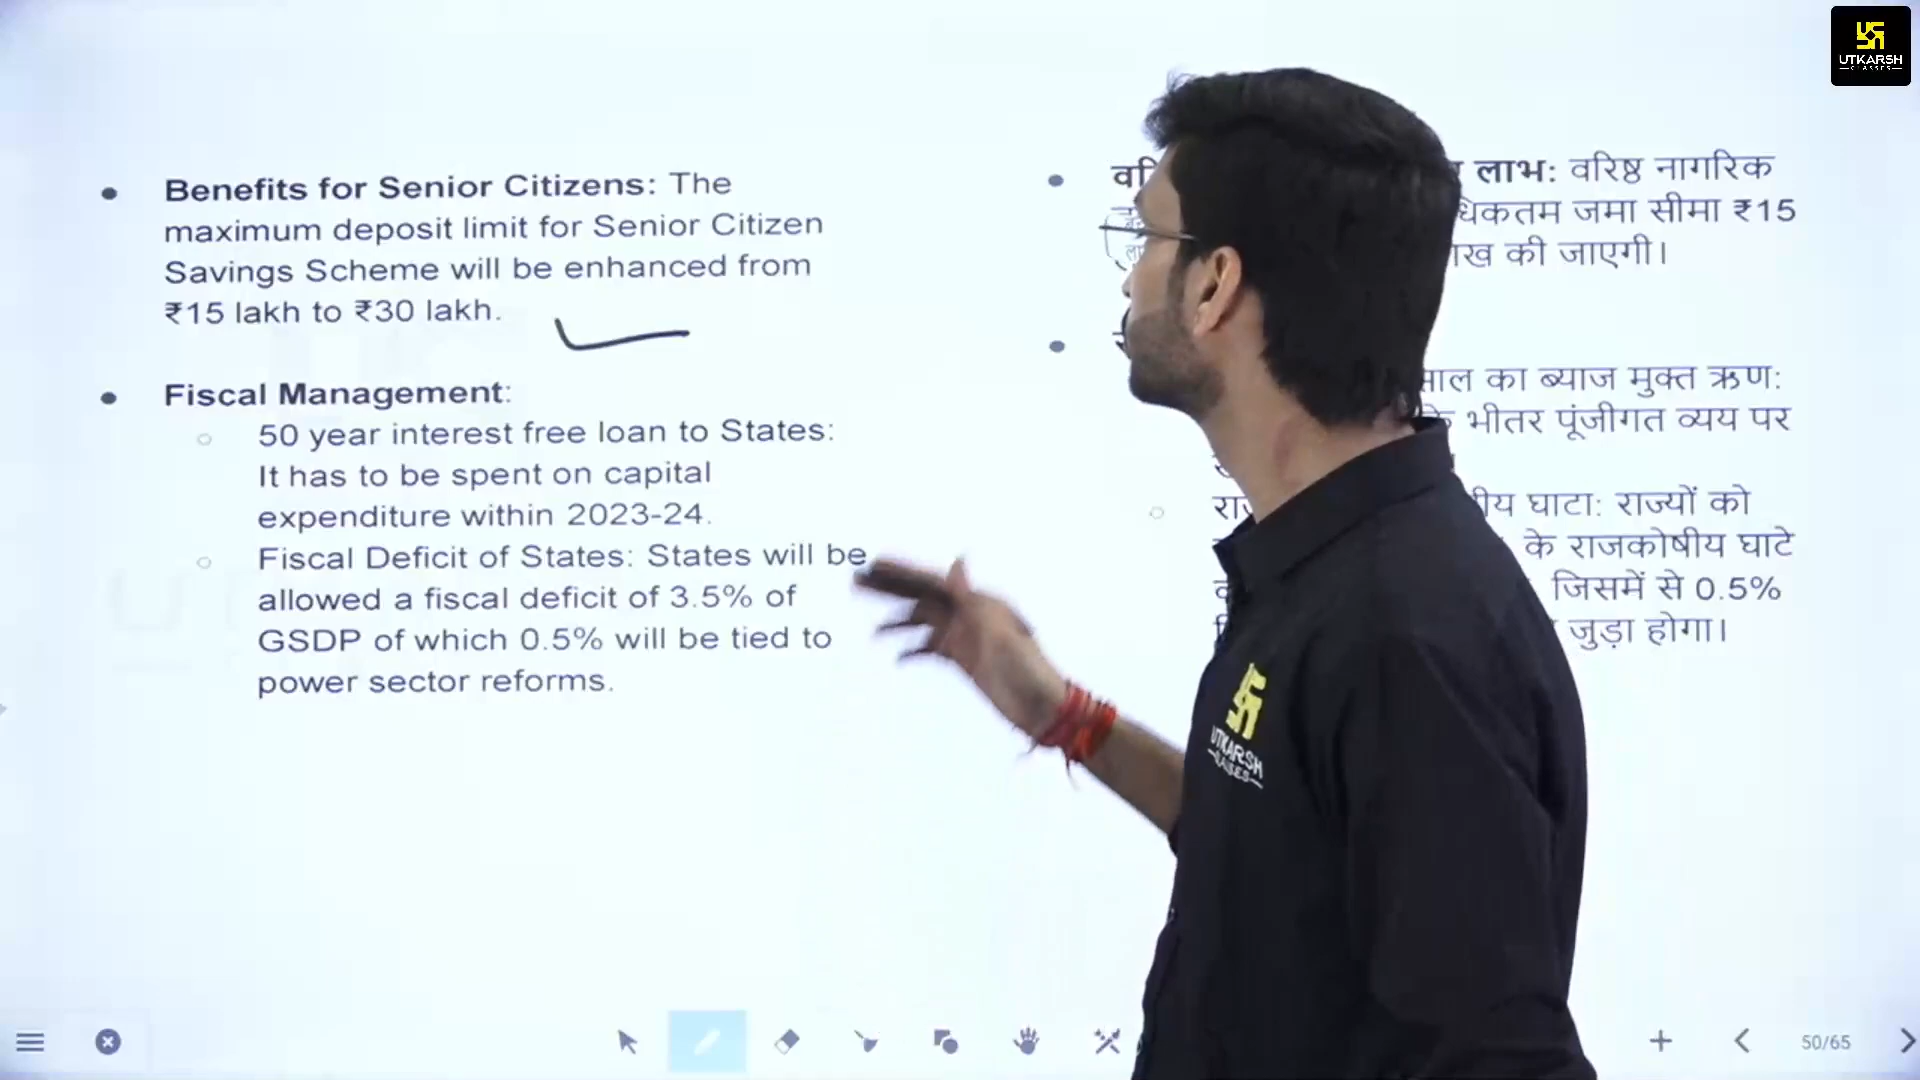 UTKARSH
CLASSES
Benefits for Senior Citizens: The
maximum deposit limit for Senior Citizen
Savings Scheme will be enhanced from
₹15 lakh to ₹30 lakh.
Fiscal Management:
50 year interest free loan to States:
It has to be spent on capital
expenditure within 2023-24.
Fiscal Deficit of States: States will be
allowed a fiscal deficit of 3.5% of
GSDP of which 0.5% will be tied to
power sector reforms.
लाभ: वरिष्ठ नागरिक
जमा सीमा ₹15
की जाएगी।
का ब्याज मुक्त ऋण:
भीतर पूंजीगत व्यय पर
घाटा: राज्यों को
के राजकोषीय घाटे
जिसमें से 0.5%
जुड़ा होगा।
UTKARSH
CLASSES
50/65